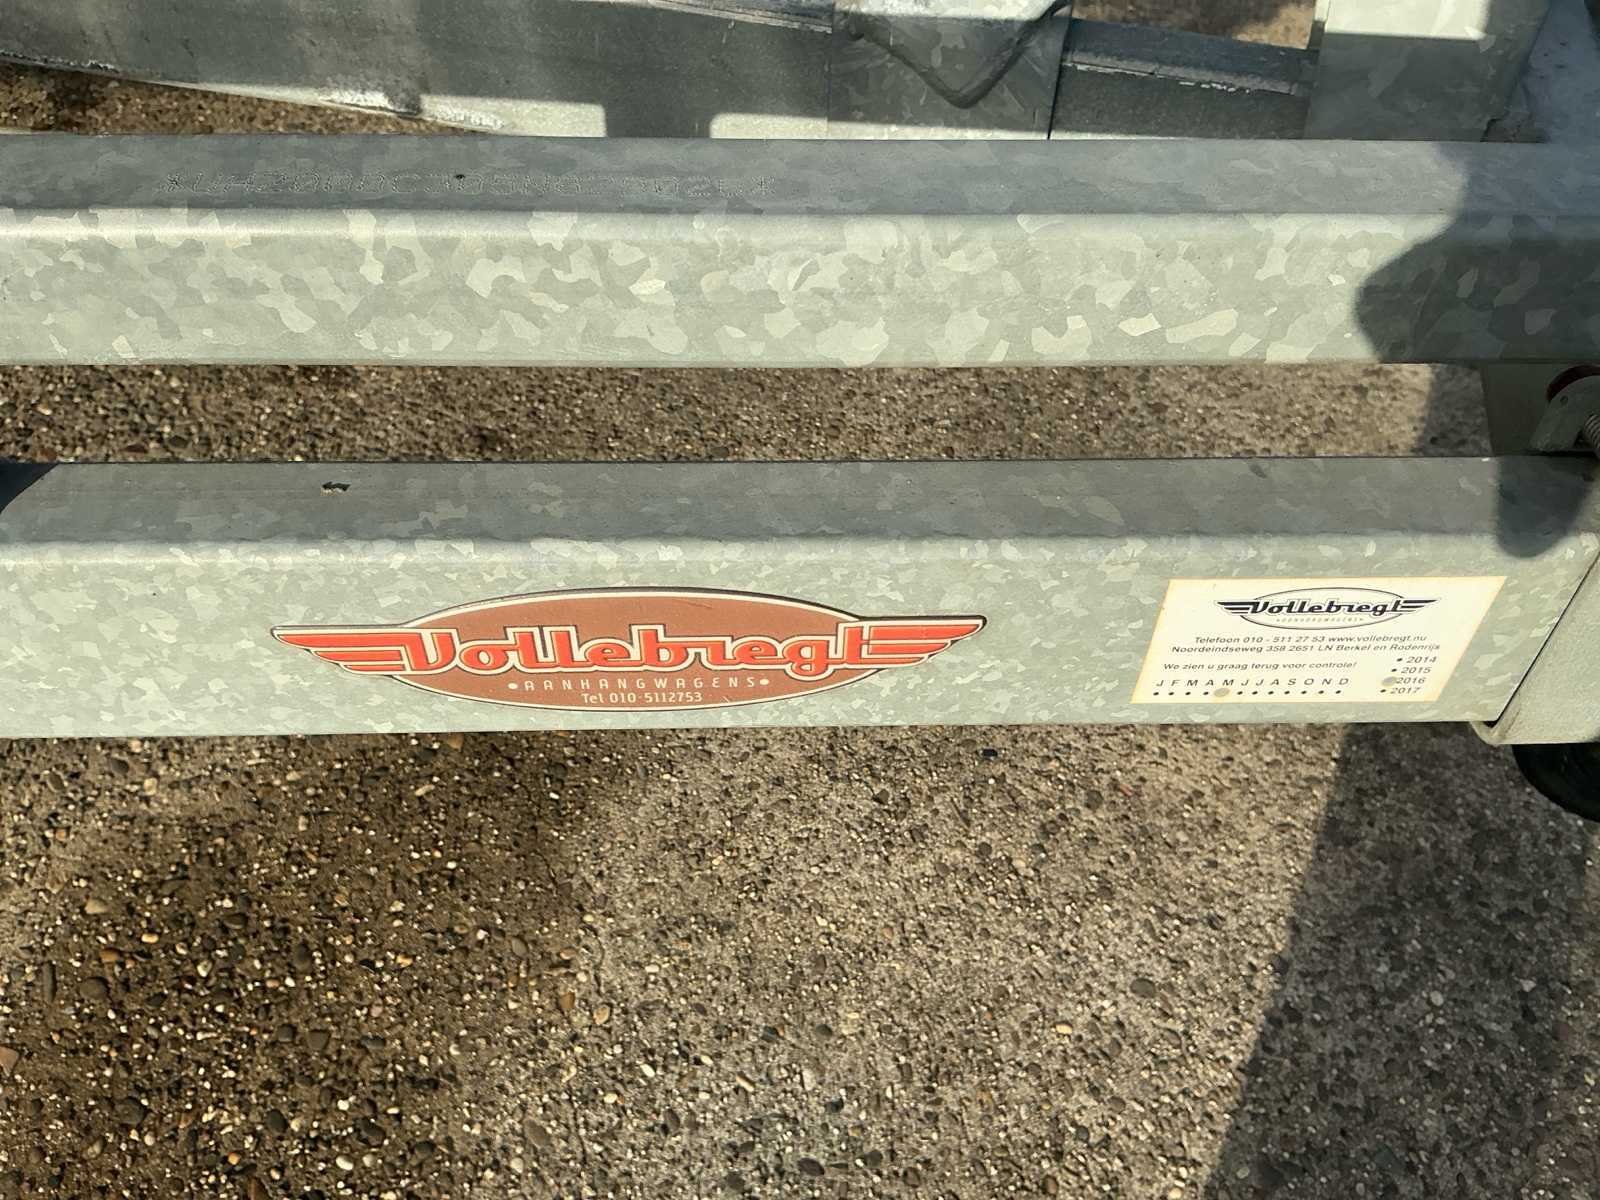 Vollebregt
•AANHANGWAGENS•
Tel 010-5112753
Vollebregt
•AANHANGWAGENS•
Telefoon 010 - 511 27 53 www.vollebregt.nu
Noordeindseweg 358 2651 LN Berkel en Rodenrijs
We zien u graag terug voor controle!
J F M A M J J A S O N D
• 2014
• 2015
2016
• 2017